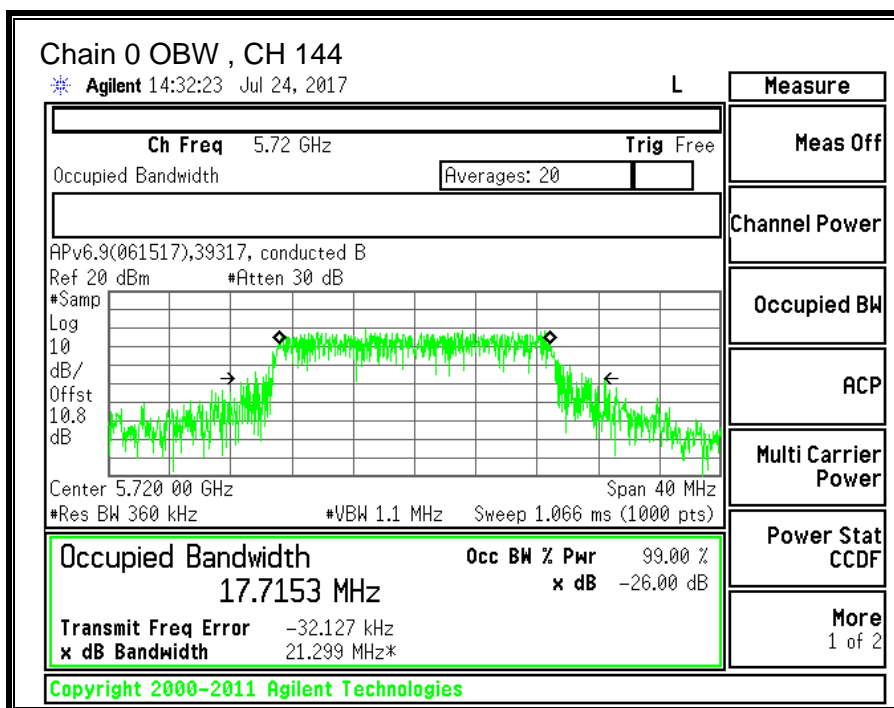 Chain 0 OBW , CH 144
Agilent 14:32:23 Jul 24, 2017 L
Measure
Ch Freq 5.72 GHz Trig Free
Meas Off
Occupied Bandwidth Averages: 20
Channel Power
APv6.9(061517),39317, conducted B
Ref 20 dBm #Atten 30 dB
#Samp
Log
10
dB/
Offst
10.8
dB
Occupied BW
ACP
Multi Carrier
Power
Center 5.720 00 GHz Span 40 MHz
#Res BW 360 kHz #VBW 1.1 MHz Sweep 1.066 ms (1000 pts)
Power Stat
CCDF
Occupied Bandwidth Occ BW % Pwr 99.00 %
17.7153 MHz x dB -26.00 dB
Transmit Freq Error -32.127 kHz
x dB Bandwidth 21.299 MHz*
More
1 of 2
Copyright 2000-2011 Agilent Technologies